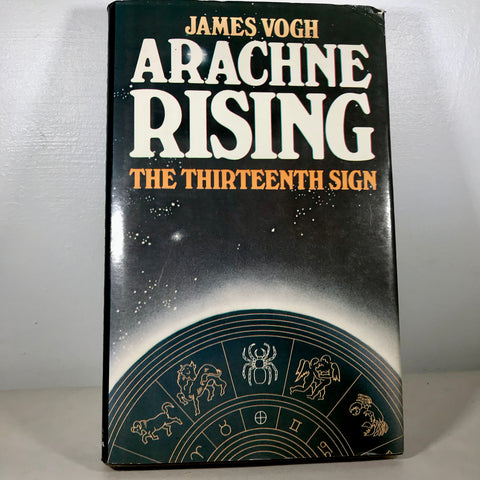 JAMES VOGH
ARACHNE
RISING
THE THIRTEENTH SIGN